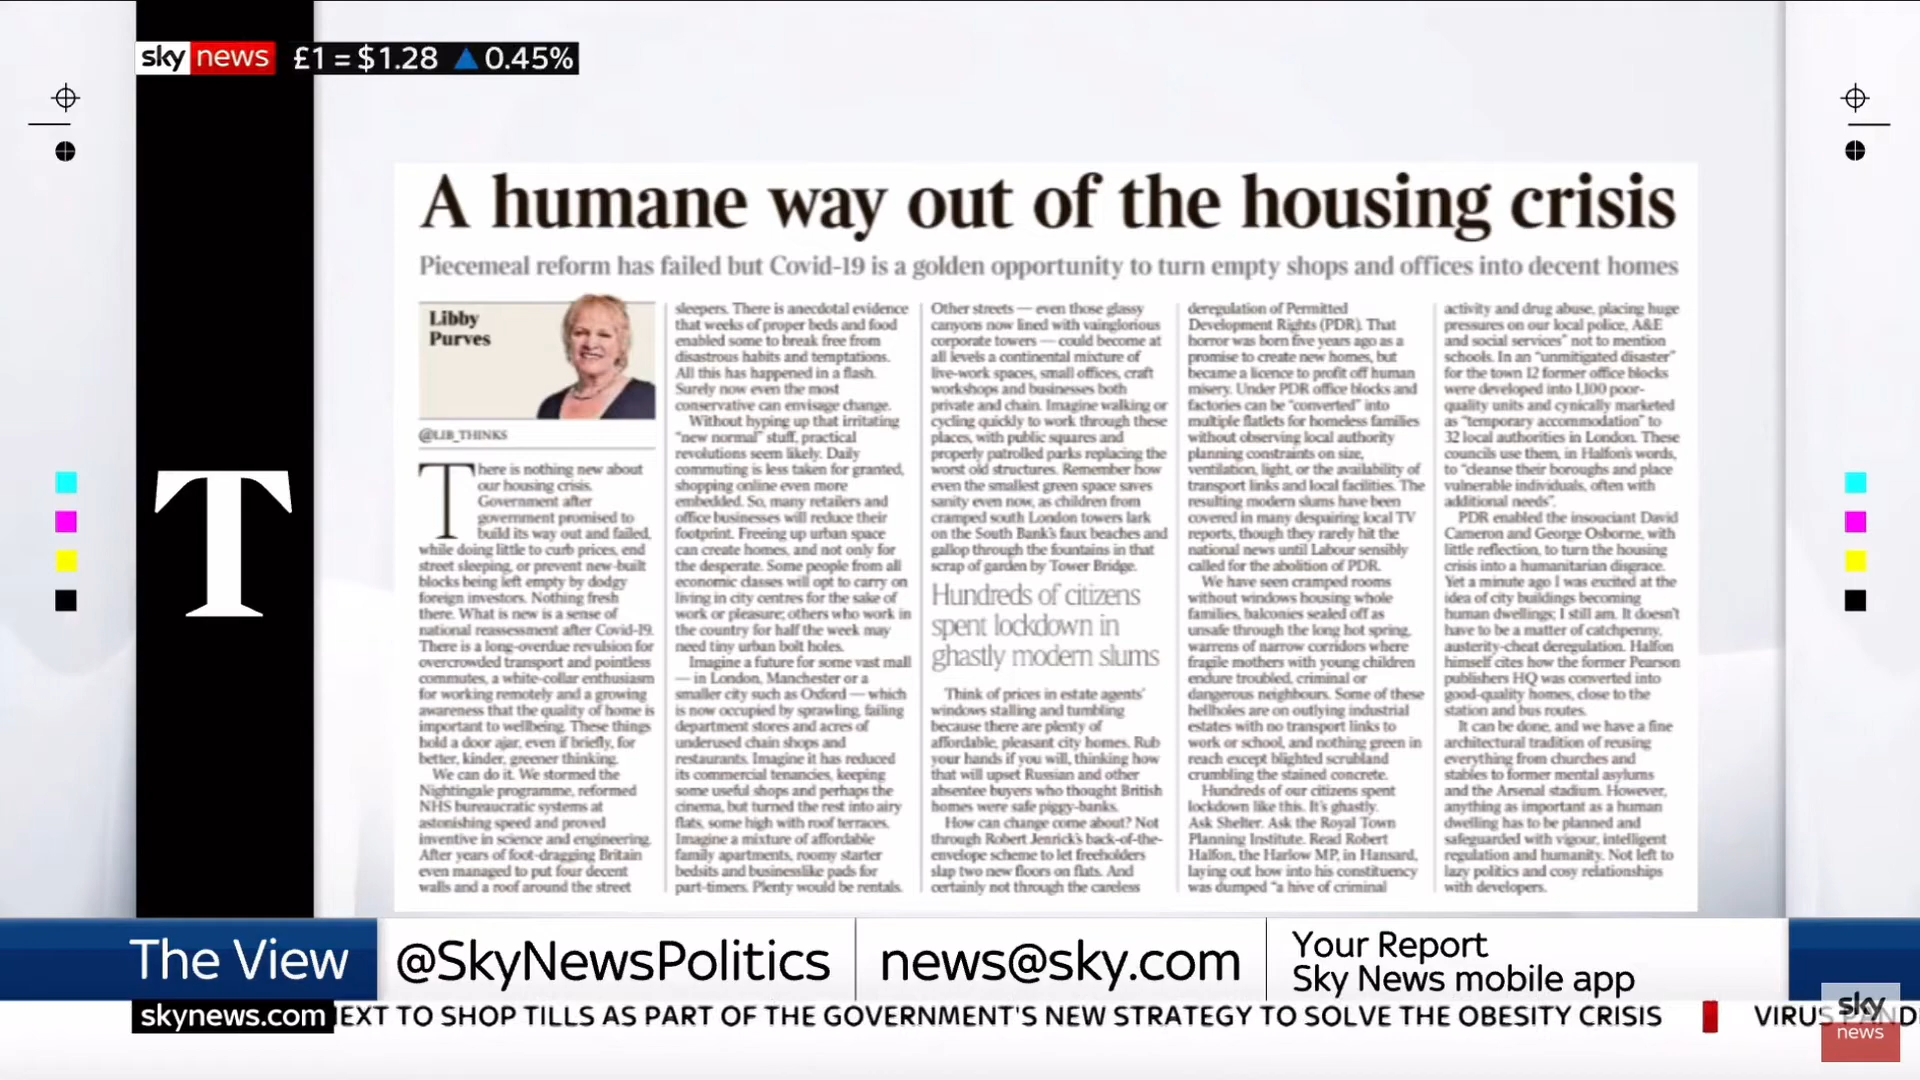 sky news £1 = $1.28 ▲ 0.45%
T
A humane way out of the housing crisis
Piecemeal reform has failed but Covid-19 is a golden opportunity to turn empty shops and offices into decent homes
Libby
Purves
@LIB_THINKS
There is nothing new about
our housing crisis.
Government after
government promised to
build its way out and failed,
while doing little to curb prices, end
street sleeping, or prevent new-built
blocks being left empty by dodgy
foreign investors. Nothing fresh
there. What is new is a sense of
national reassessment after Covid-19.
There is a long-overdue revulsion for
overcrowded transport and pointless
commutes, a white-collar enthusiasm
for working remotely and a growing
awareness that the quality of home is
important to wellbeing. These things
hold a door ajar, even if briefly, for
better, kinder, greener thinking.
We can do it. We stormed the
Nightingale programme, reformed
NHS bureaucratic systems at
astonishing speed and proved
inventive in science and engineering.
After years of foot-dragging Britain
even managed to put four decent
walls and a roof around the street
sleepers. There is anecdotal evidence
that weeks of proper beds and food
enabled some to break free from
disastrous habits and temptations.
All this has happened in a flash.
Surely now even the most
conservative can envisage change.
Without hyping up that irritating
"new normal" stuff, practical
revolutions seem likely. Daily
commuting is less taken for granted,
shopping online even more
embedded. So, many retailers and
office businesses will reduce their
footprint. Freeing up urban space
can create homes, and not only for
the desperate. Some people from all
economic classes will opt to carry on
living in city centres for the sake of
work or pleasure; others who work in
the country for half the week may
need tiny urban bolt holes.
Imagine a future for some vast mall
— in London, Manchester or a
smaller city such as Oxford — which
is now occupied by sprawling, failing
department stores and acres of
underused chain shops and
restaurants. Imagine it has reduced
its commercial tenancies, keeping
some useful shops and perhaps the
cinema, but turned the rest into airy
flats, some high with roof terraces.
Imagine a mixture of affordable
family apartments, roomy starter
bedsits and businesslike pads for
part-timers. Plenty would be rentals.
Other streets — even those glassy
canyons now lined with vainglorious
corporate towers — could become at
all levels a continental mixture of
live-work spaces, small offices, craft
workshops and businesses both
private and chain. Imagine walking or
cycling quickly to work through these
places, with public squares and
properly patrolled parks replacing the
worst old structures. Remember how
even the smallest green space saves
sanity even now, as children from
cramped south London towers lark
on the South Bank's faux beaches and
gallop through the fountains in that
scrap of garden by Tower Bridge.
Hundreds of citizens
spent lockdown in
ghastly modern slums
Think of prices in estate agents'
windows stalling and tumbling
because there are plenty of
affordable, pleasant city homes. Rub
your hands if you will, thinking how
that will upset Russian and other
absentee buyers who thought British
homes were safe piggy-banks.
How can change come about? Not
through Robert Jenrick's back-of-the-
envelope scheme to let freeholders
slap two new floors on flats. And
certainly not through the careless
deregulation of Permitted
Development Rights (PDR). That
horror was born five years ago as a
promise to create new homes, but
became a licence to profit off human
misery. Under PDR office blocks and
factories can be "converted" into
multiple flatlets for homeless families
without observing local authority
planning constraints on size,
ventilation, light, or the availability of
transport links and local facilities. The
resulting modern slums have been
covered in many despairing local TV
reports, though they rarely hit the
national news until Labour sensibly
called for the abolition of PDR.
We have seen cramped rooms
without windows housing whole
families, balconies sealed off as
unsafe through the long hot spring,
warrens of narrow corridors where
fragile mothers with young children
endure troubled, criminal or
dangerous neighbours. Some of these
hellholes are on outlying industrial
estates with no transport links to
work or school, and nothing green in
reach except blighted scrubland
crumbling the stained concrete.
Hundreds of our citizens spent
lockdown like this. It's ghastly.
Ask Shelter. Ask the Royal Town
Planning Institute. Read Robert
Halfon, the Harlow MP, in Hansard,
laying out how into his constituency
was dumped "a hive of criminal
activity and drug abuse, placing huge
pressures on our local police, A&E
and social services" not to mention
schools. In an "unmitigated disaster"
for the town 12 former office blocks
were developed into 1,100 poor-
quality units and cynically marketed
as "temporary accommodation" to
32 local authorities in London. These
councils use them, in Halfon's words,
to "cleanse their boroughs and place
vulnerable individuals, often with
additional needs".
PDR enabled the insouciant David
Cameron and George Osborne, with
little reflection, to turn the housing
crisis into a humanitarian disgrace.
Yet a minute ago I was excited at the
idea of city buildings becoming
human dwellings; I still am. It doesn't
have to be a matter of catchpenny,
austerity-cheat deregulation. Halfon
himself cites how the former Pearson
publishers HQ was converted into
good-quality homes, close to the
station and bus routes.
It can be done, and we have a fine
architectural tradition of reusing
everything from churches and
stables to former mental asylums
and the Arsenal stadium. However,
anything as important as a human
dwelling has to be planned and
safeguarded with vigour, intelligent
regulation and humanity. Not left to
lazy politics and cosy relationships
with developers.
The View @SkyNewsPolitics news@sky.com
Your Report
Sky News mobile app
skynews.com EXT TO SHOP TILLS AS PART OF THE GOVERNMENT'S NEW STRATEGY TO SOLVE THE OBESITY CRISIS VIRUS PAND
sky
news